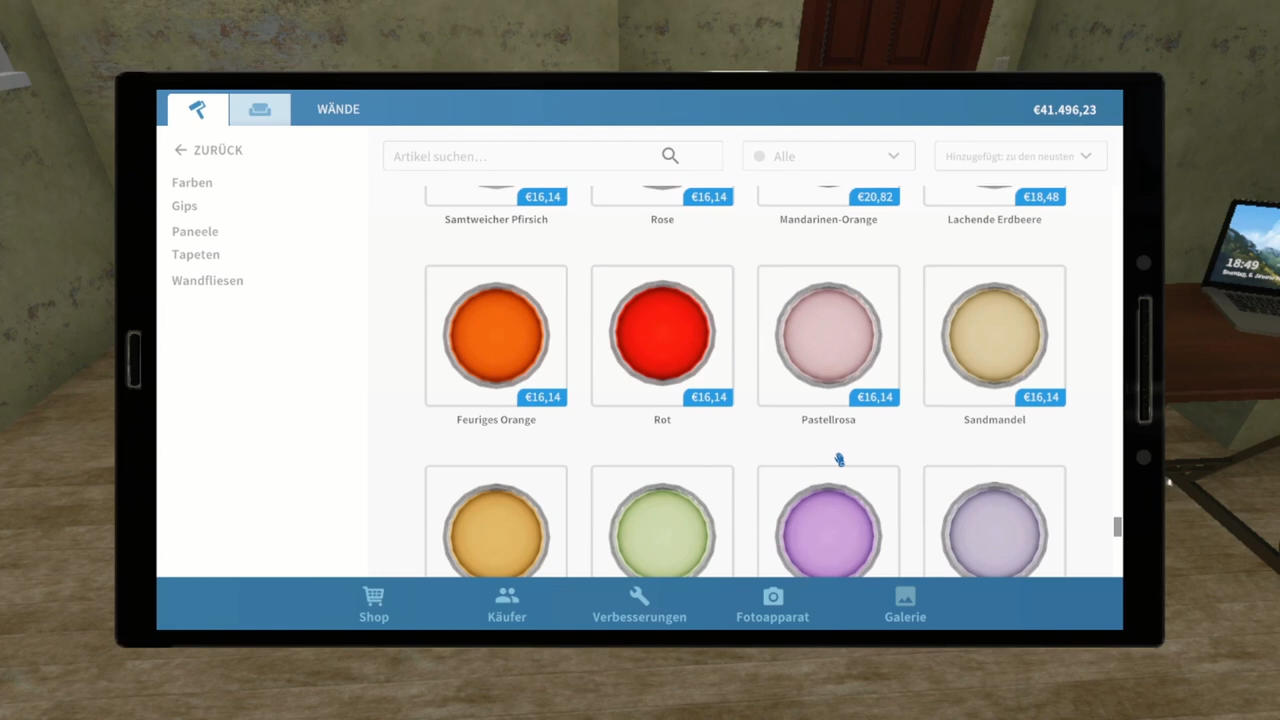 WÄNDE
€41.496,23
ZURÜCK
Artikel suchen...
Alle
Hinzugefügt: zu den neusten
Farben
Gips
Paneele
Tapeten
Wandfliesen
€16,14
€16,14
€20,82
€18,48
Samtweicher Pfirsich
Rose
Mandarinen-Orange
Lachende Erdbeere
€16,14
€16,14
€16,14
€16,14
Feuriges Orange
Rot
Pastellrosa
Sandmandel
18:49
Shop
Käufer
Verbesserungen
Fotoapparat
Galerie